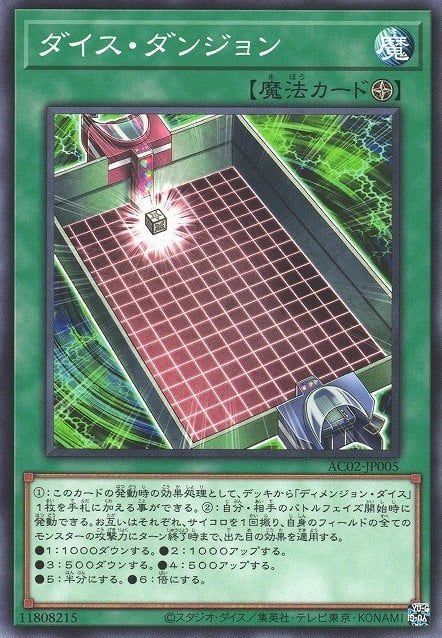 ダイス・ダンジョン
魔
【魔法カード】
AC02-JP005
①:このカードの発動時の効果処理として、デッキから「ディメンジョン・ダイス」
1枚を手札に加える事ができる。②:自分・相手のバトルフェイズ開始時に
発動できる。お互いはそれぞれ、サイコロを1回振り、自身のフィールドの全ての
モンスターの攻撃力にターン終了時まで、出た目の効果を適用する。
●1:1000ダウンする。●2:1000アップする。
●3:500ダウンする。●4:500アップする。
●5:半分にする。●6:倍にする。
11808215
©スタジオ・ダイス/集英社・テレビ東京・KONAMI